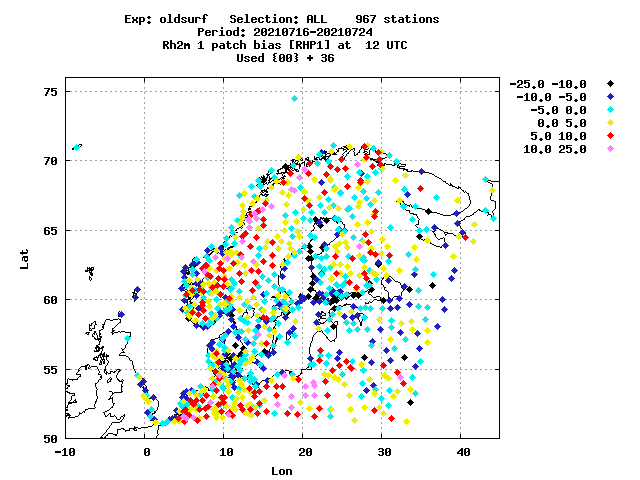 Exp: oldsurf   Selection: ALL    967 stations
Period: 20210716-20210724
Rh2m 1 patch bias [RHP1] at  12 UTC
Used {00} + 36
-25.0 -10.0
-10.0 -5.0
-5.0 0.0
0.0 5.0
5.0 10.0
10.0 25.0
75
70
65
60
55
50
Lat
-10 0 10 20 30 40
Lon